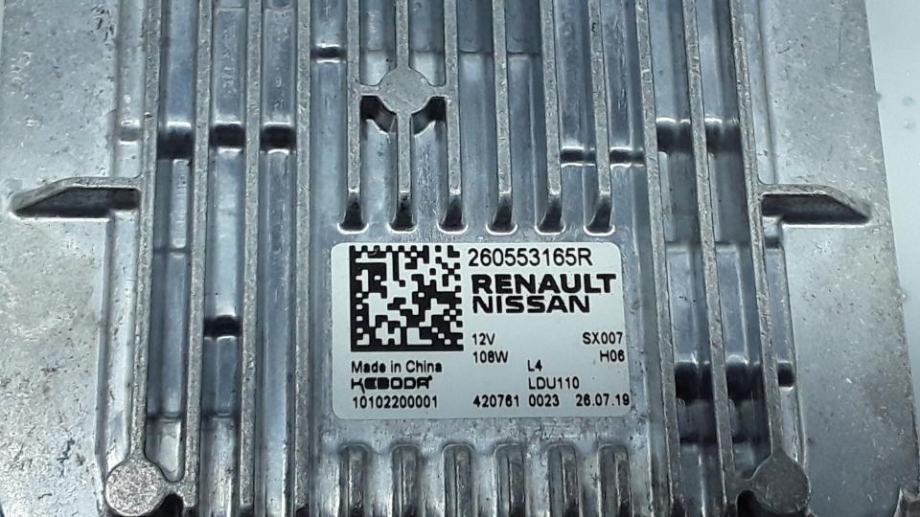 260553165R
RENAULT
NISSAN
12V SX007
108W H06
Made in China L4
KEBODA LDU110
10102200001 420761 0023 26.07.19